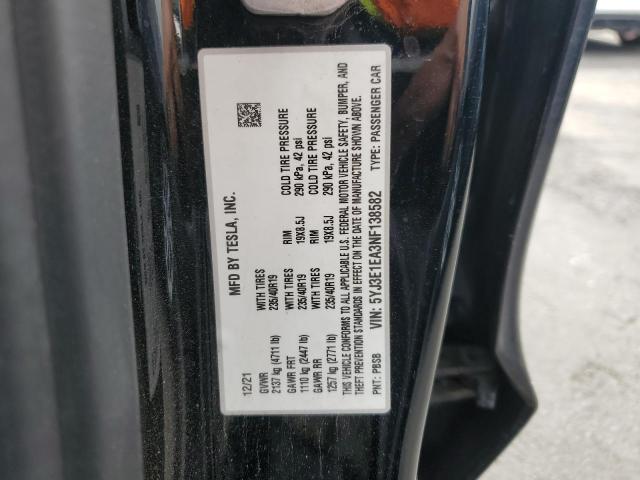 MFD BY TESLA, INC.
12/21
GVWR
2137 kg (4711 lb)
WITH TIRES
235/40R19
RIM
19X8.5J
COLD TIRE PRESSURE
290 kPa, 42 psi
GAWR FRT
1110 kg (2447 lb)
WITH TIRES
235/40R19
RIM
19X8.5J
COLD TIRE PRESSURE
290 kPa, 42 psi
GAWR RR
1257 kg (2771 lb)
THIS VEHICLE CONFORMS TO ALL APPLICABLE U.S. FEDERAL MOTOR VEHICLE SAFETY, BUMPER, AND
THEFT PREVENTION STANDARDS IN EFFECT ON THE DATE OF MANUFACTURE SHOWN ABOVE.
VIN: 5YJ3E1EA3NF138582
PNT: PBSB
TYPE: PASSENGER CAR